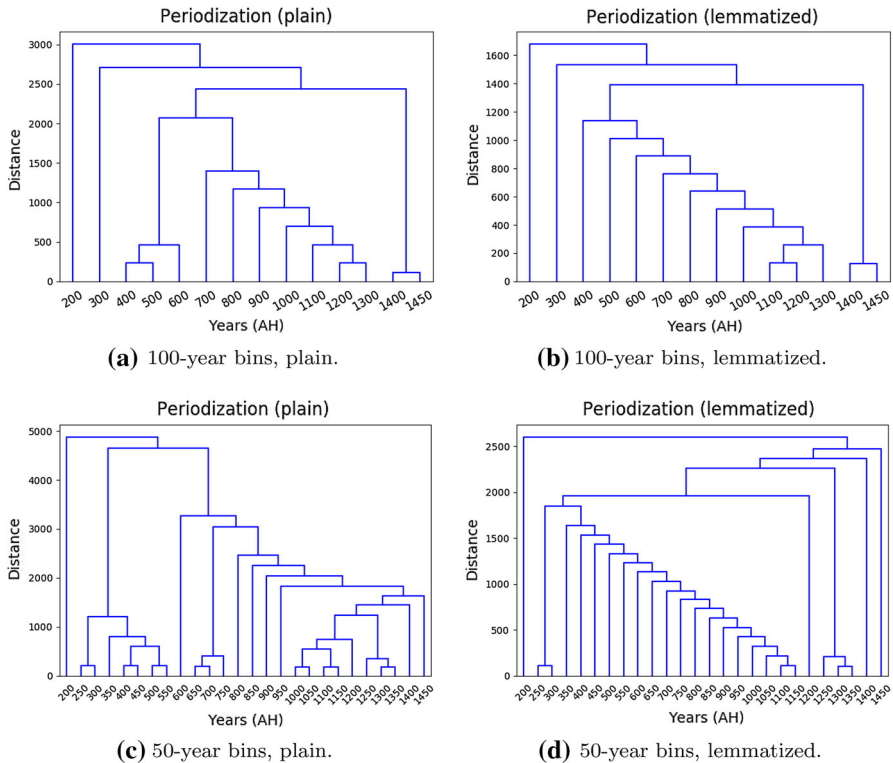 Periodization (plain)
3000
2500
2000
1500
1000
500
0
Distance
200 300 400 500 600 700 800 900 1000 1100 1200 1300 1400 1450
Years (AH)
(a) 100-year bins, plain.
Periodization (lemmatized)
1600
1400
1200
1000
800
600
400
200
0
Distance
200 300 400 500 600 700 800 900 1000 1100 1200 1300 1400 1450
Years (AH)
(b) 100-year bins, lemmatized.
Periodization (plain)
5000
4000
3000
2000
1000
0
Distance
200 250 300 350 400 450 500 550 600 650 700 750 800 850 900 950 1000 1050 1100 1150 1200 1250 1300 1350 1400 1450
Years (AH)
(c) 50-year bins, plain.
Periodization (lemmatized)
2500
2000
1500
1000
500
0
Distance
200 250 300 350 400 450 500 550 600 650 700 750 800 850 900 950 1000 1050 1100 1150 1200 1250 1300 1350 1400 1450
Years (AH)
(d) 50-year bins, lemmatized.